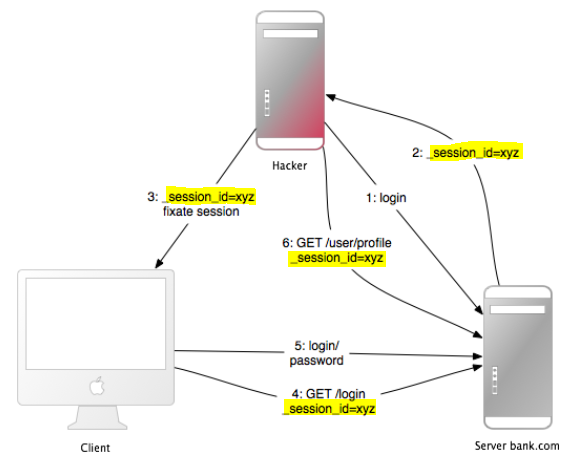 Hacker
2: _session_id=xyz
3: _session_id=xyz
fixate session
1: login
6: GET /user/profile
_session_id=xyz
5: login/
password
4: GET /login
_session_id=xyz
Client
Server bank.com